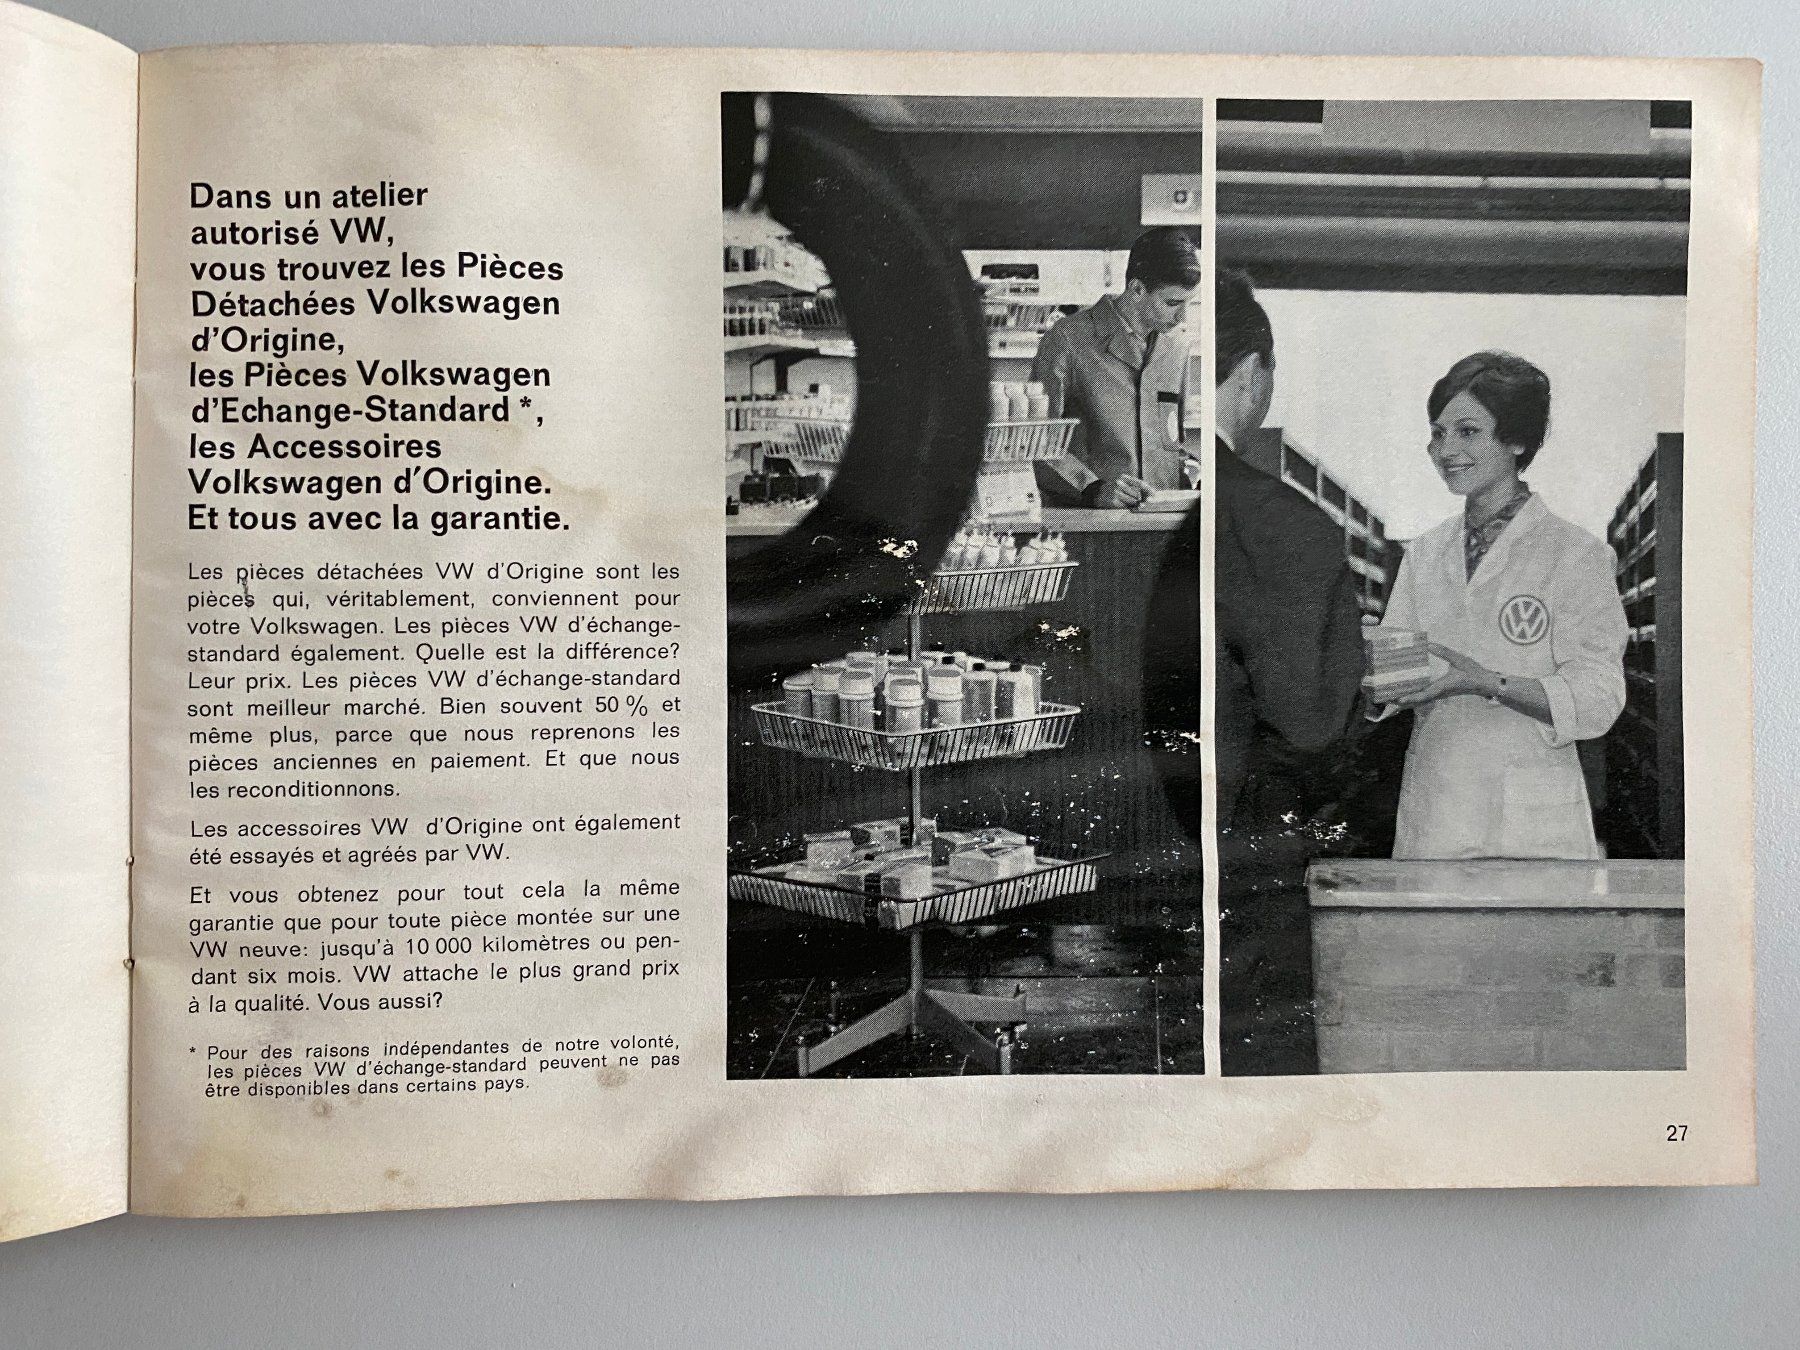 Dans un atelier
autorisé VW,
vous trouvez les Pièces
Détachées Volkswagen
d'Origine,
les Pièces Volkswagen
d'Echange-Standard *,
les Accessoires
Volkswagen d'Origine.
Et tous avec la garantie.
Les pièces détachées VW d'Origine sont les
pièces qui, véritablement, conviennent pour
votre Volkswagen. Les pièces VW d'échange-
standard également. Quelle est la différence?
Leur prix. Les pièces VW d'échange-standard
sont meilleur marché. Bien souvent 50 % et
même plus, parce que nous reprenons les
pièces anciennes en paiement. Et que nous
les reconditionnons.
Les accessoires VW d'Origine ont également
été essayés et agréés par VW.
Et vous obtenez pour tout cela la même
garantie que pour toute pièce montée sur une
VW neuve: jusqu'à 10 000 kilomètres ou pen-
dant six mois. VW attache le plus grand prix
à la qualité. Vous aussi?
* Pour des raisons indépendantes de notre volonté,
les pièces VW d'échange-standard peuvent ne pas
être disponibles dans certains pays.
VW
27